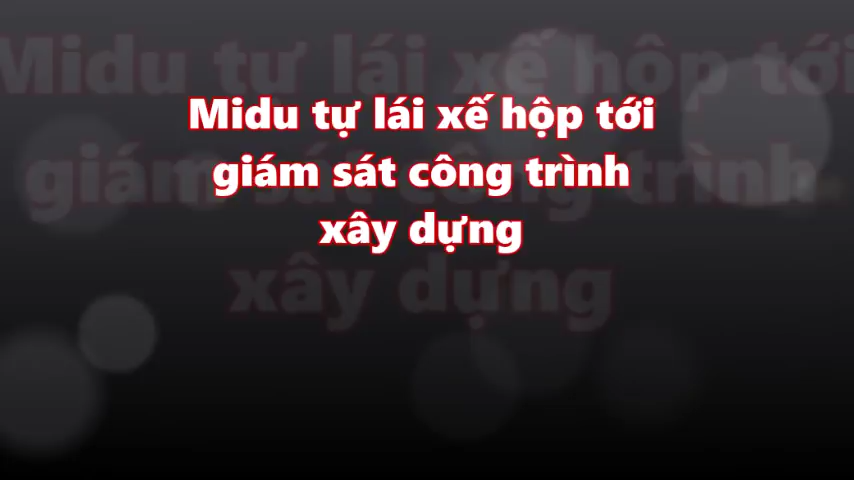 Midu tự lái xế hộp tới
giám sát công trình
xây dựng